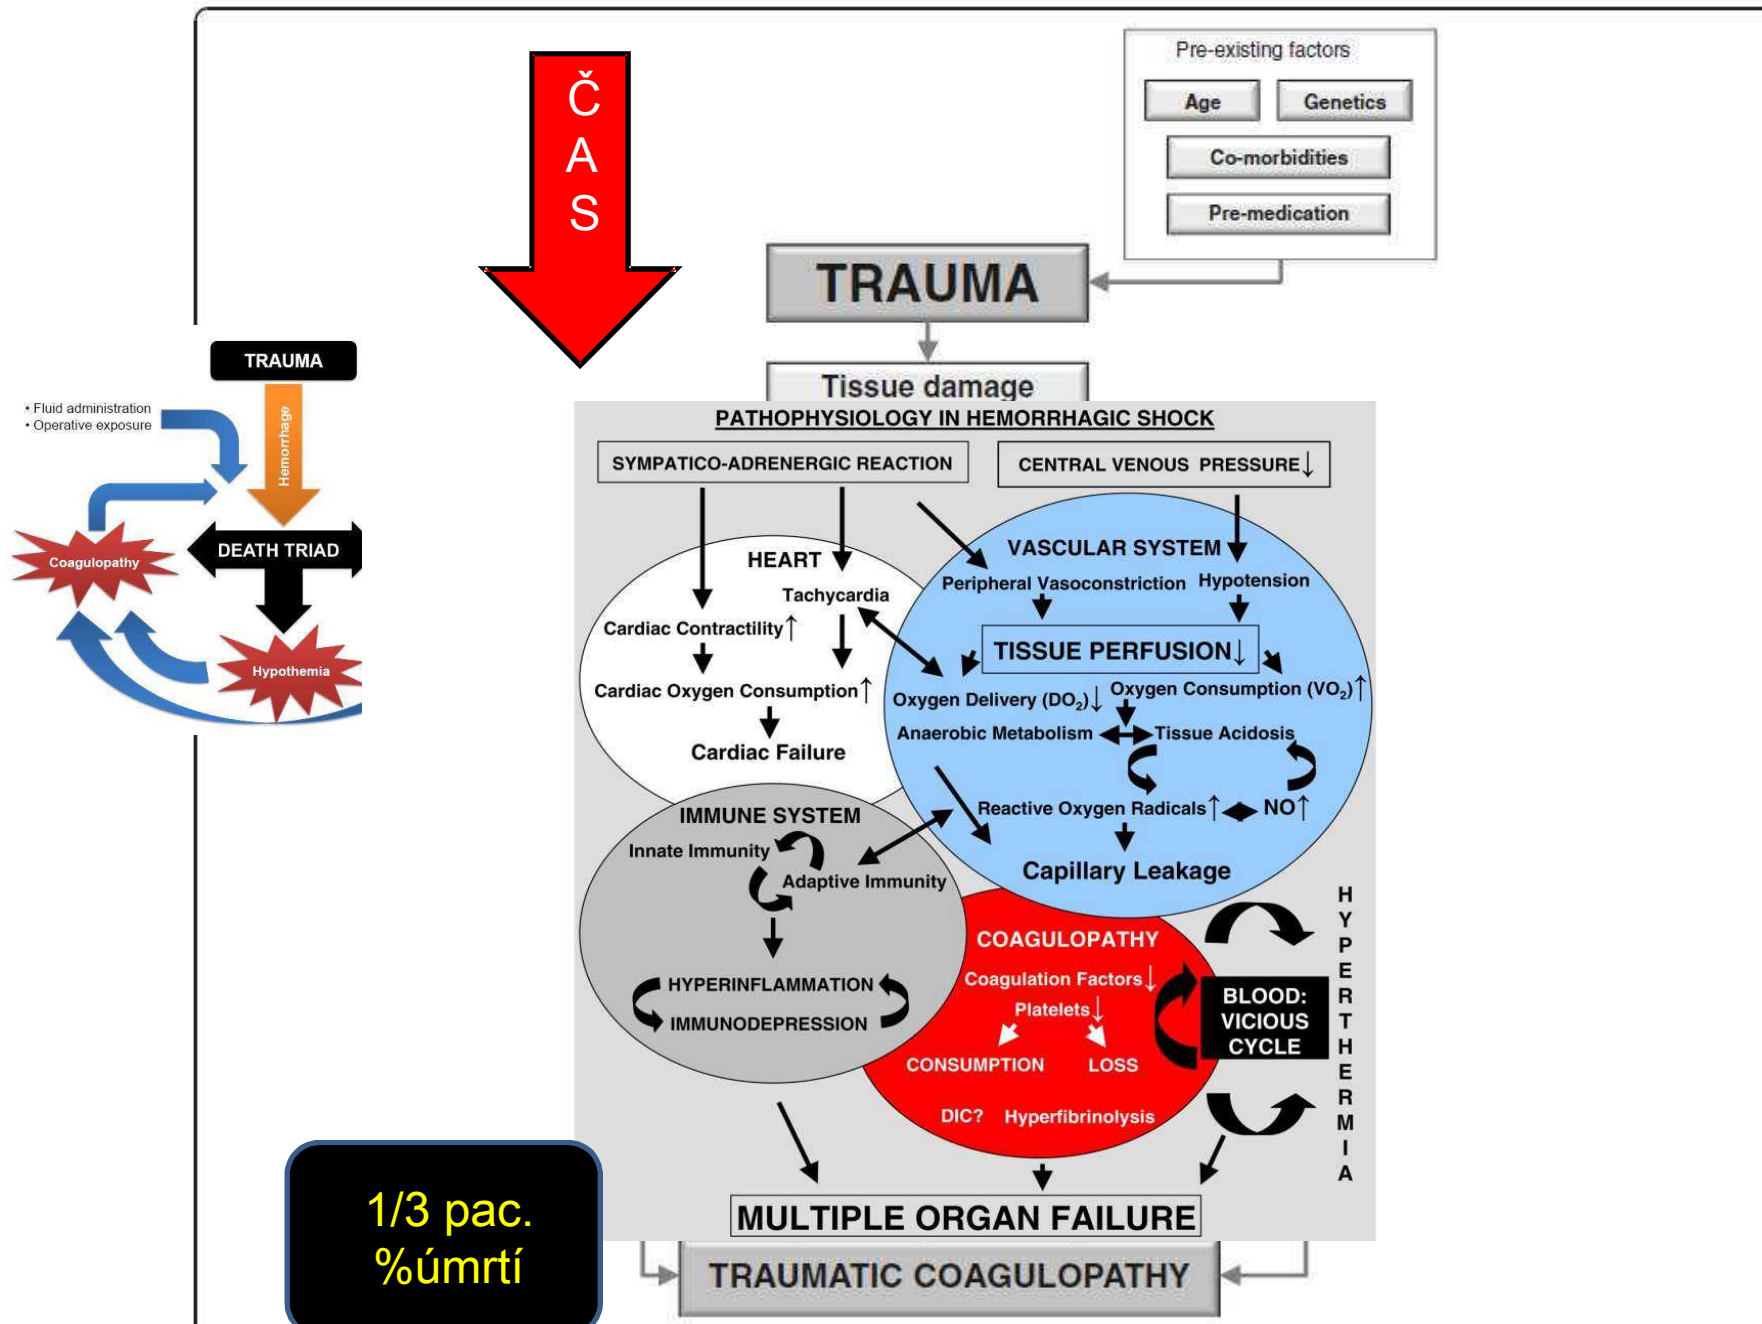 Č
A
S
Pre-existing factors
Age
Genetics
Co-morbidities
Pre-medication
TRAUMA
Tissue damage
TRAUMA
• Fluid administration
• Operative exposure
Hemorrhage
DEATH TRIAD
Coagulopathy
Hypothemia
PATHOPHYSIOLOGY IN HEMORRHAGIC SHOCK
SYMPATICO-ADRENERGIC REACTION
CENTRAL VENOUS PRESSURE↓
HEART
Tachycardia
Cardiac Contractility↑
Cardiac Oxygen Consumption↑
Cardiac Failure
VASCULAR SYSTEM
Peripheral Vasoconstriction
Hypotension
TISSUE PERFUSION↓
Oxygen Delivery (DO₂)↓
Oxygen Consumption (VO₂)↑
Anaerobic Metabolism
Tissue Acidosis
Reactive Oxygen Radicals↑
NO↑
Capillary Leakage
IMMUNE SYSTEM
Innate Immunity
Adaptive Immunity
HYPERINFLAMMATION
IMMUNODEPRESSION
COAGULOPATHY
Coagulation Factors↓
Platelets↓
CONSUMPTION
LOSS
DIC?
Hyperfibrinolysis
BLOOD:
VICIOUS
CYCLE
H
Y
P
E
R
T
H
E
R
M
I
A
MULTIPLE ORGAN FAILURE
TRAUMATIC COAGULOPATHY
1/3 pac.
%úmrtí